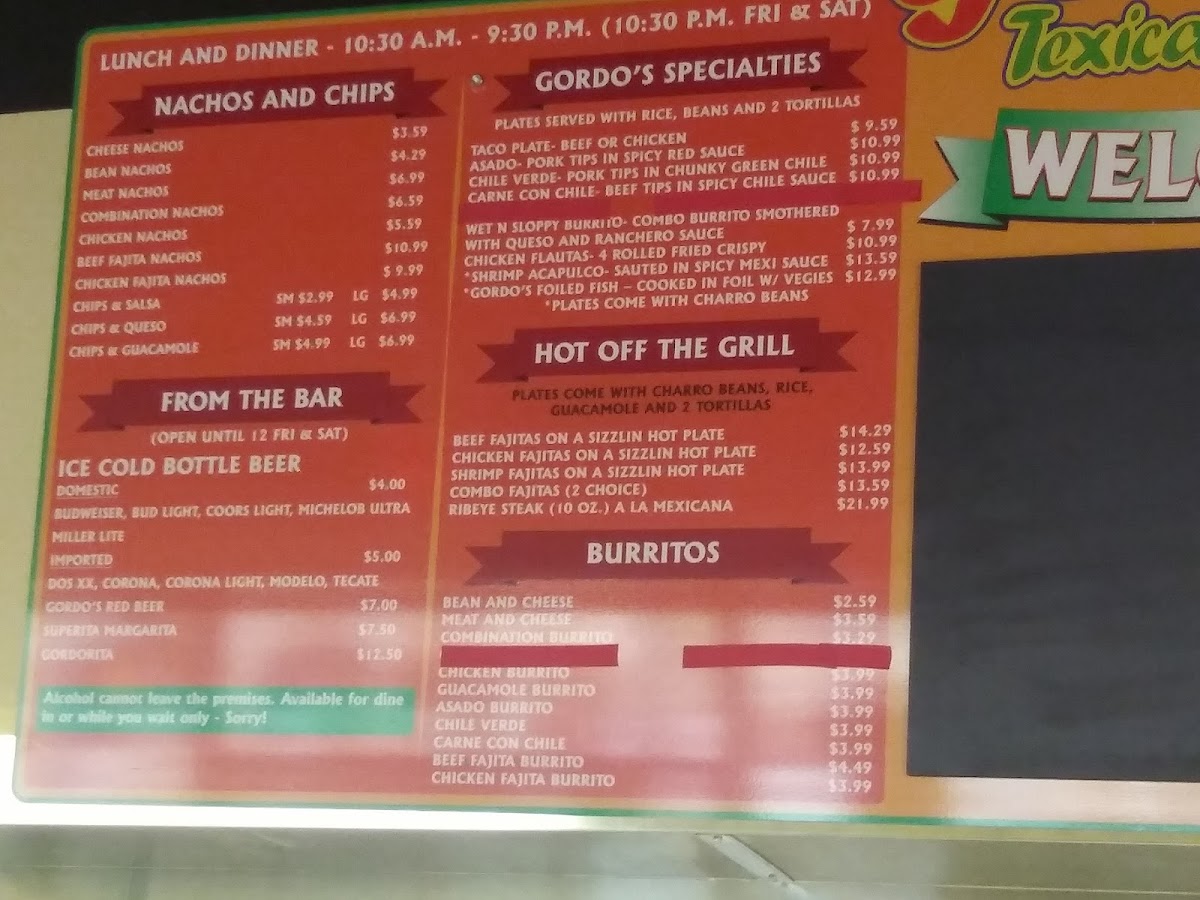 LUNCH AND DINNER - 10:30 A.M. - 9:30 P.M. (10:30 P.M. FRI & SAT)
NACHOS AND CHIPS
CHEESE NACHOS $3.59
BEAN NACHOS $4.29
MEAT NACHOS $6.99
COMBINATION NACHOS $6.59
CHICKEN NACHOS $5.59
BEEF FAJITA NACHOS $10.99
CHICKEN FAJITA NACHOS $ 9.99
CHIPS & SALSA SM $2.99 LG $4.99
CHIPS & QUESO SM $4.59 LG $6.99
CHIPS & GUACAMOLE SM $4.99 LG $6.99
FROM THE BAR
(OPEN UNTIL 12 FRI & SAT)
ICE COLD BOTTLE BEER
DOMESTIC $4.00
BUDWEISER, BUD LIGHT, COORS LIGHT, MICHELOB ULTRA
MILLER LITE
IMPORTED $5.00
DOS XX, CORONA, CORONA LIGHT, MODELO, TECATE
GORDO'S RED BEER $7.00
SUPERITA MARGARITA $7.50
GORDORITA $12.50
Alcohol cannot leave the premises. Available for dine
in or while you wait only - Sorry!
GORDO'S SPECIALTIES
PLATES SERVED WITH RICE, BEANS AND 2 TORTILLAS
TACO PLATE- BEEF OR CHICKEN $ 9.59
ASADO- PORK TIPS IN SPICY RED SAUCE $10.99
CHILE VERDE- PORK TIPS IN CHUNKY GREEN CHILE $10.99
CARNE CON CHILE- BEEF TIPS IN SPICY CHILE SAUCE $10.99
WET N SLOPPY BURRITO- COMBO BURRITO SMOTHERED
WITH QUESO AND RANCHERO SAUCE $ 7.99
CHICKEN FLAUTAS- 4 ROLLED FRIED CRISPY $10.99
*SHRIMP ACAPULCO- SAUTED IN SPICY MEXI SAUCE $13.59
*GORDO'S FOILED FISH – COOKED IN FOIL W/ VEGIES $12.99
*PLATES COME WITH CHARRO BEANS
HOT OFF THE GRILL
PLATES COME WITH CHARRO BEANS, RICE,
GUACAMOLE AND 2 TORTILLAS
BEEF FAJITAS ON A SIZZLIN HOT PLATE $14.29
CHICKEN FAJITAS ON A SIZZLIN HOT PLATE $12.59
SHRIMP FAJITAS ON A SIZZLIN HOT PLATE $13.99
COMBO FAJITAS (2 CHOICE) $13.59
RIBEYE STEAK (10 OZ.) A LA MEXICANA $21.99
BURRITOS
BEAN AND CHEESE $2.59
MEAT AND CHEESE $3.59
COMBINATION BURRITO $3.29
CHICKEN BURRITO $3.99
GUACAMOLE BURRITO $3.99
ASADO BURRITO $3.99
CHILE VERDE $3.99
CARNE CON CHILE $3.99
BEEF FAJITA BURRITO $4.49
CHICKEN FAJITA BURRITO $3.99
Texica
WEL